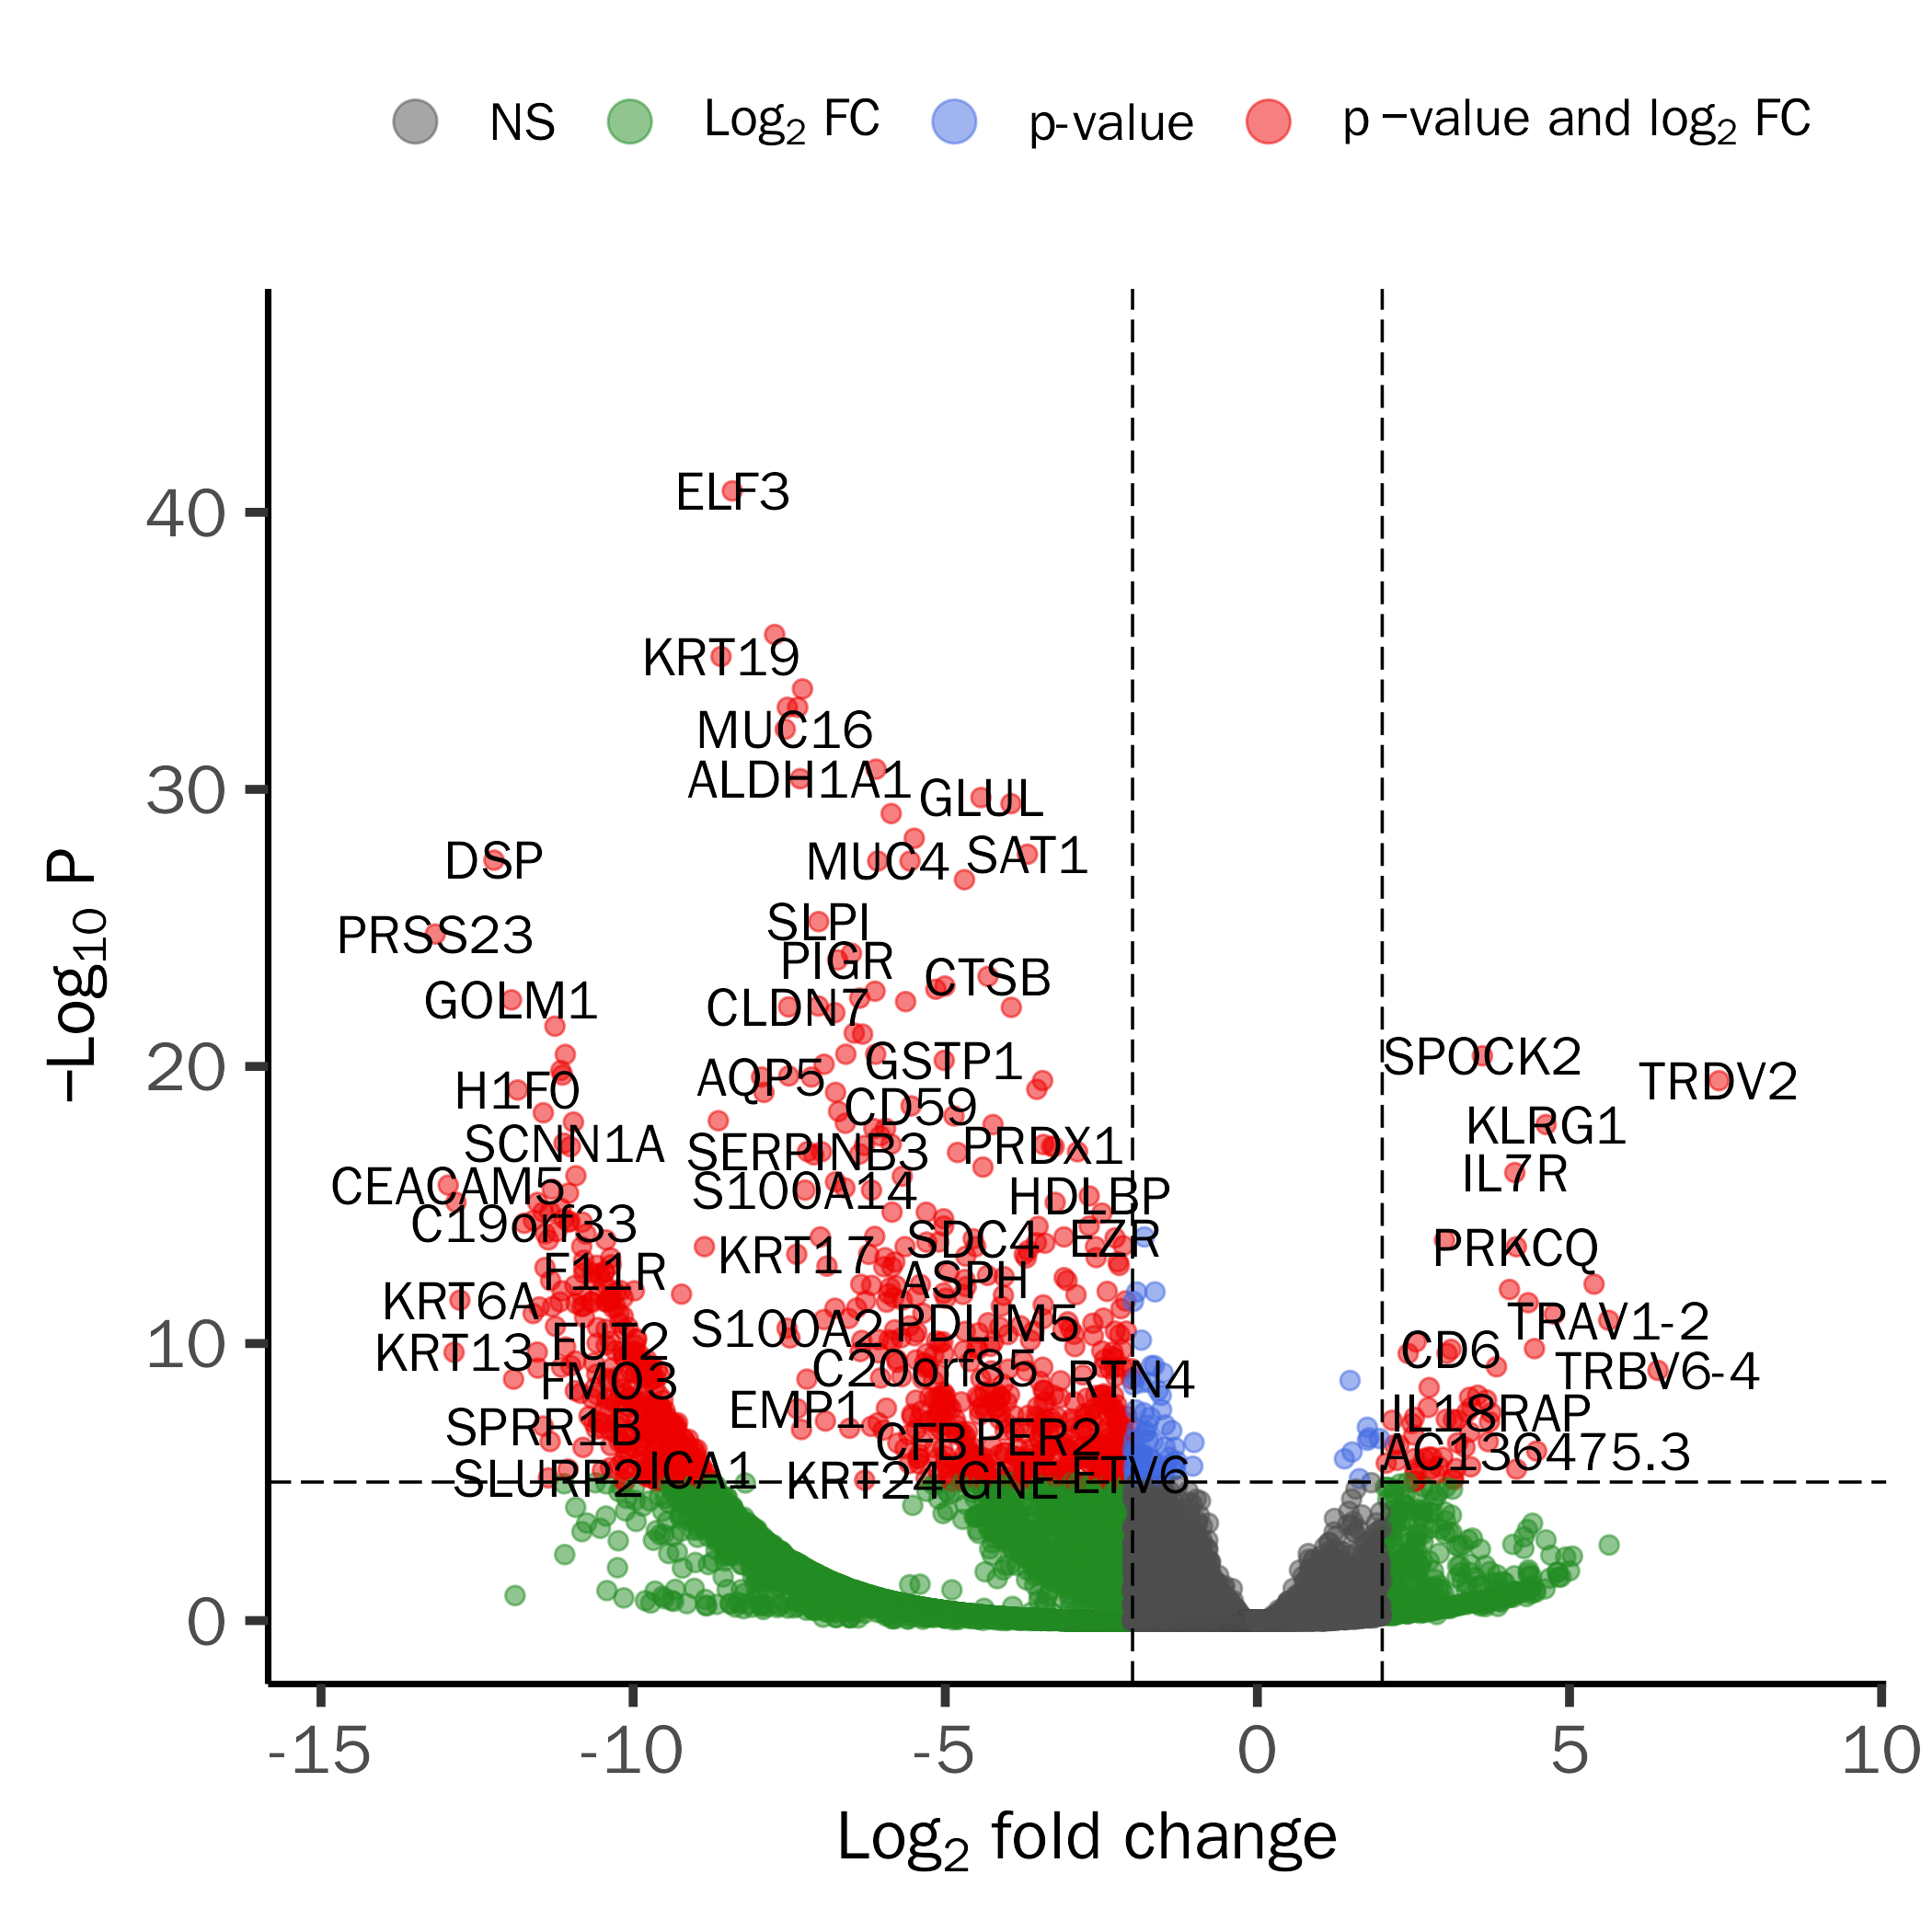 NS Log2 FC p-value p −value and log2 FC
ELF3
40
KRT19
MUC16
ALDH1A1
30
GLUL
SAT1
DSP
MUC4
SLPI
PRSS23
PIGR
CTSB
GOLM1
CLDN7
SPOCK2
20
GSTP1
AQP5
TRDV2
H1F0
CD59
KLRG1
SCNN1A
PRDX1
SERPINB3
IL7R
CEACAM5
S100A14
HDLBP
C19orf33
SDC4
EZR
PRKCQ
KRT17
F11R
ASPH
KRT6A
TRAV1-2
PDLIM5
S100A2
10
FUT2
CD6
KRT13
C20orf85
TRBV6-4
RTN4
FMO3
EMP1
IL18RAP
SPRR1B
PER2
CFB
AC136475.3
ICA1
ETV6
SLURP2
KRT24
GNE
0
−Log10 P
-15 -10 -5 0 5 10
Log2 fold change